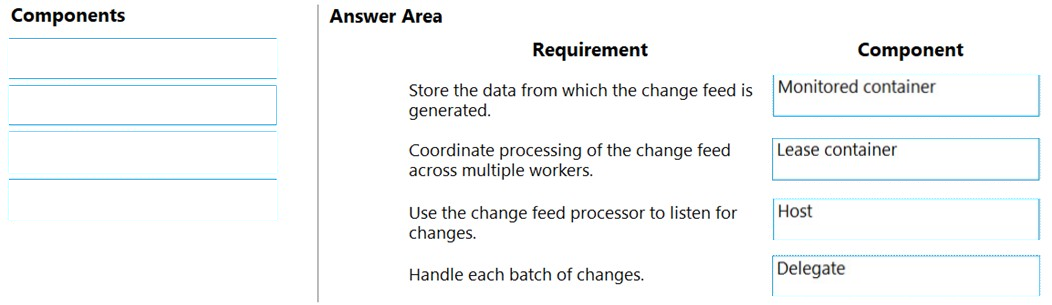 Components
Answer Area
Requirement
Component
Store the data from which the change feed is
generated.
Monitored container
Coordinate processing of the change feed
across multiple workers.
Lease container
Use the change feed processor to listen for
changes.
Host
Handle each batch of changes.
Delegate